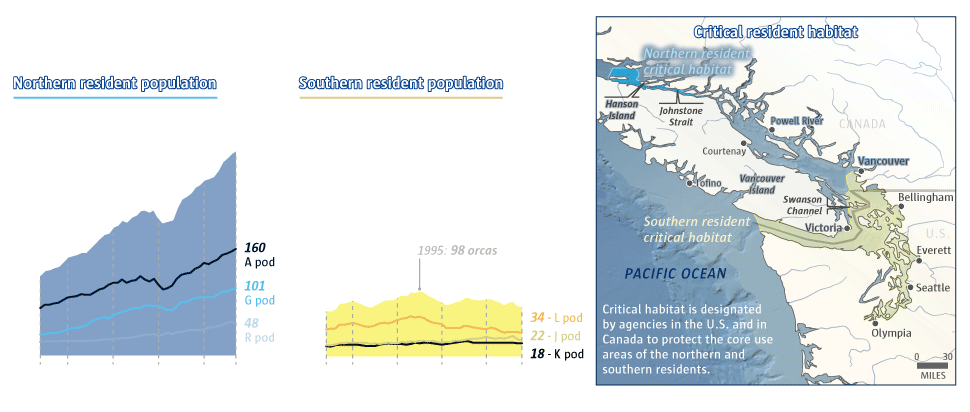 Northern resident population
160
A pod
101
G pod
48
R pod
Southern resident population
1995: 98 orcas
34 - L pod
22 - J pod
18 - K pod
Critical resident habitat
Northern resident
critical habitat
Hanson
Island
Johnstone
Strait
Powell River
CANADA
Courtenay
Vancouver
Tofino
Vancouver
Island
Swanson
Channel
Bellingham
Southern resident
critical habitat
Victoria
U.S.
Everett
PACIFIC OCEAN
Seattle
Critical habitat is designated
by agencies in the U.S. and in
Canada to protect the core use
areas of the northern and
southern residents.
Olympia
0 30
MILES